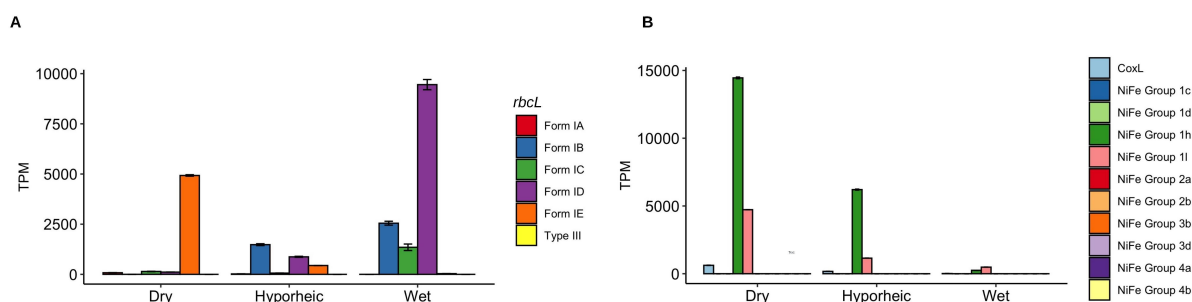 A
B
10000
7500
5000
2500
0
TPM
Dry
Hyporheic
Wet
rbcL
Form IA
Form IB
Form IC
Form ID
Form IE
Type III
15000
10000
5000
0
TPM
Dry
Hyporheic
Wet
CoxL
NiFe Group 1c
NiFe Group 1d
NiFe Group 1h
NiFe Group 1l
NiFe Group 2a
NiFe Group 2b
NiFe Group 3b
NiFe Group 3d
NiFe Group 4a
NiFe Group 4b